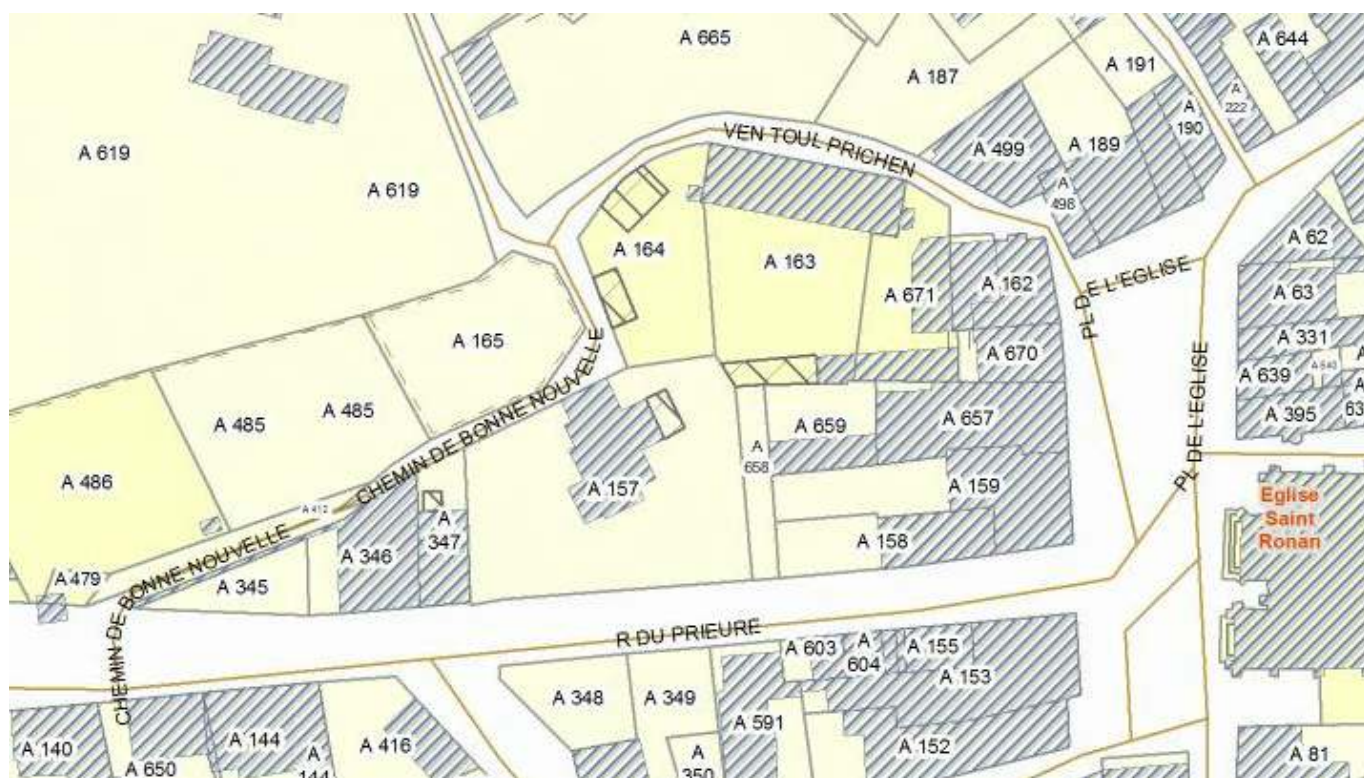 A 665
A 644
A 187
A 191
A
222
A
190
VEN TOUL PRICHEN
A 619
A 499
A 189
A 619
A
498
A 62
A 164
A 163
PL DE L'EGLISE
A 671
A 162
A 63
A 331
A 165
A 670
PL DE L'EGLISE
A 639
A 640
A
63
A 485
A 485
A 659
A 657
A 395
CHEMIN DE BONNE NOUVELLE
A
658
A 486
A 157
A 159
Eglise
Saint
Ronan
A 412
A
347
A 346
A 158
A 479
A 345
CHEMIN DE BONNE NOUVELLE
R DU PRIEURE
A 603
A
604
A 155
A 153
A 348
A 349
A 591
A 140
A 144
A 416
A 152
A
144
A 650
A
350
A 81